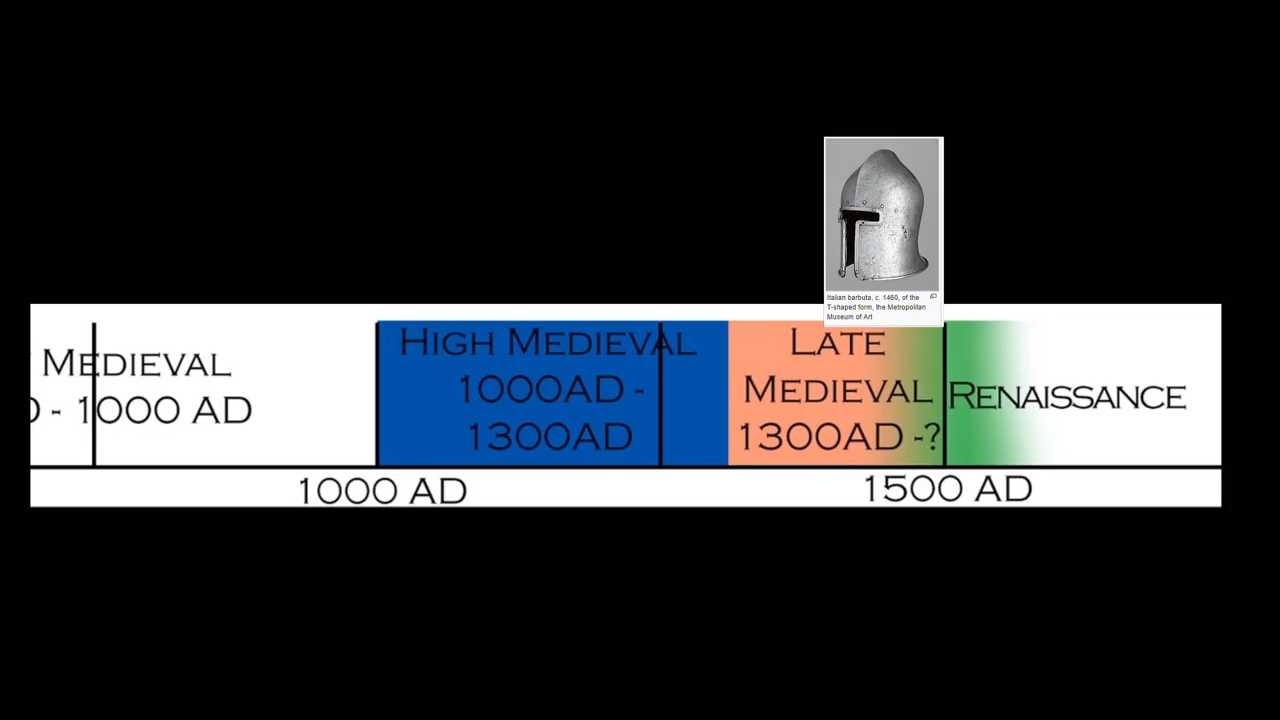 Italian barbuta, c. 1460, of the
T-shaped form, the Metropolitan
Museum of Art
MEDIEVAL
- 1000 AD
HIGH MEDIEVAL
1000AD -
1300AD
LATE
MEDIEVAL
1300AD -?
RENAISSANCE
1000 AD
1500 AD